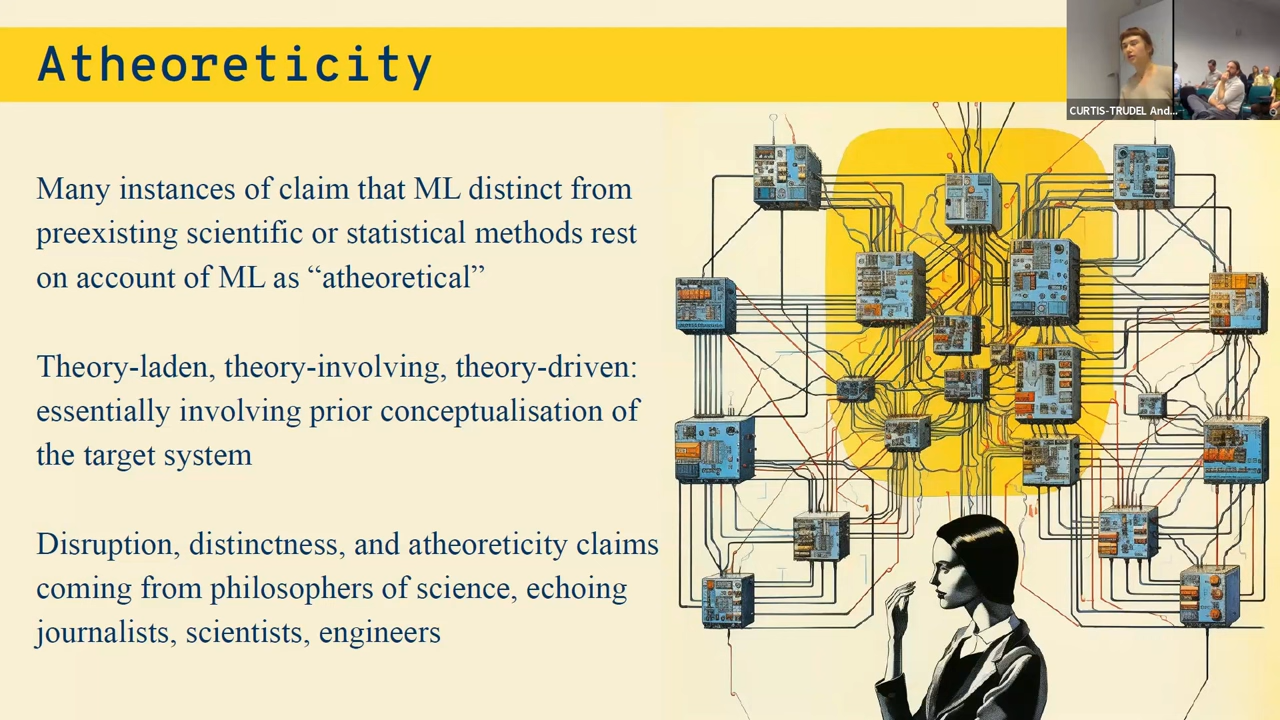 Atheoreticity
CURTIS-TRUDEL And...
Many instances of claim that ML distinct from
preexisting scientific or statistical methods rest
on account of ML as “atheoretical”
Theory-laden, theory-involving, theory-driven:
essentially involving prior conceptualisation of
the target system
Disruption, distinctness, and atheoreticity claims
coming from philosophers of science, echoing
journalists, scientists, engineers